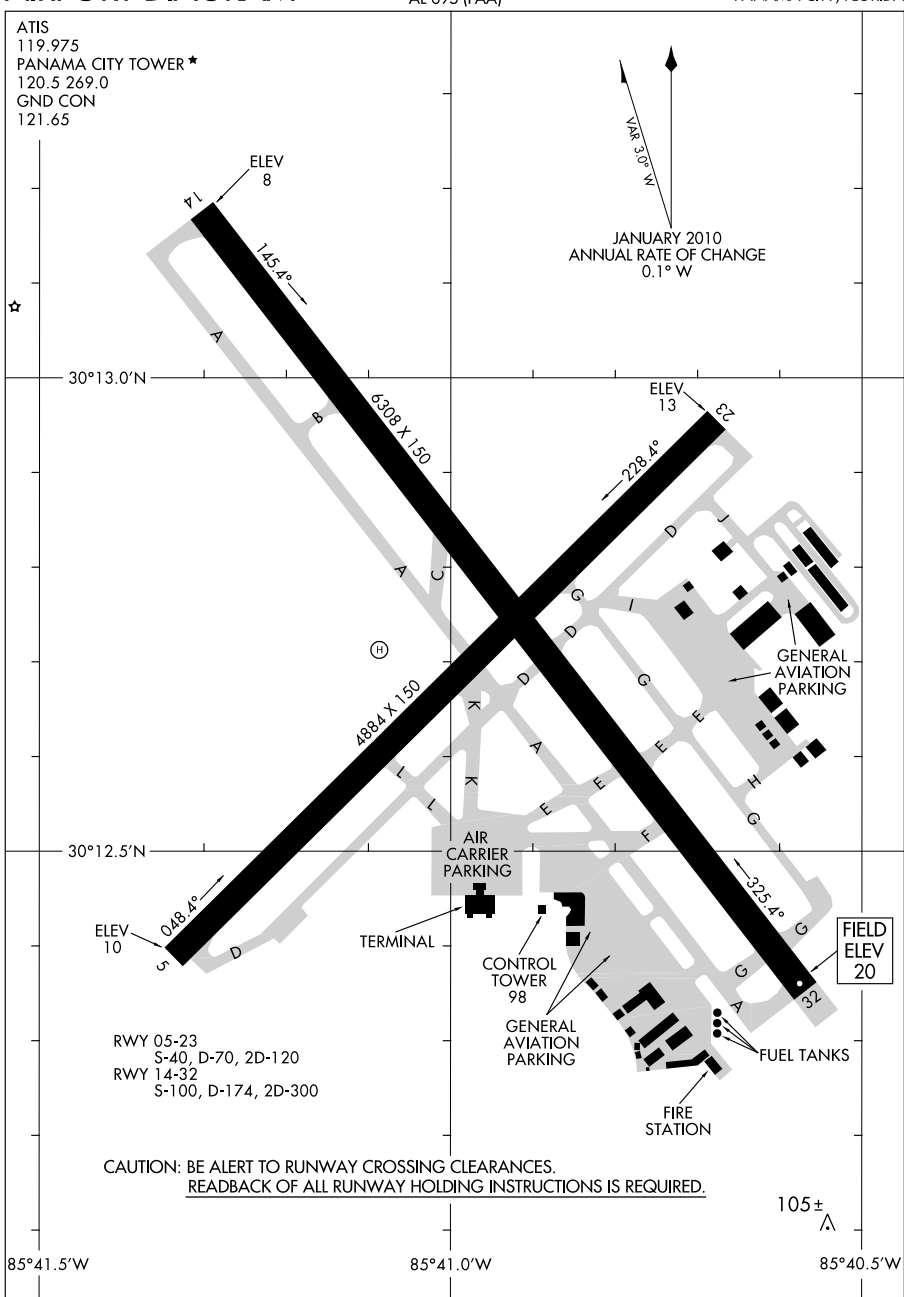 AIRPORT DIAGRAM
AL-895 (FAA)
PANAMA CITY, FLORIDA
ATIS
119.975
PANAMA CITY TOWER
120.5 269.0
GND CON
121.65
VAR 3.0° W
JANUARY 2010
ANNUAL RATE OF CHANGE
0.1° W
ELEV
8
14
145.4°
A
30°13.0'N
B
6308 X 150
ELEV
13
23
228.4°
D
J
A
C
G
I
D
H
GENERAL
AVIATION
PARKING
D
G
K
4884 X 150
E
A
E
L
K
H
L
E
E
G
F
30°12.5'N
AIR
CARRIER
PARKING
325.4°
048.4°
ELEV
10
5
D
TERMINAL
CONTROL
TOWER
98
G
FIELD
ELEV
20
G
A
32
GENERAL
AVIATION
PARKING
FUEL TANKS
RWY 05-23
S-40, D-70, 2D-120
RWY 14-32
S-100, D-174, 2D-300
FIRE
STATION
CAUTION: BE ALERT TO RUNWAY CROSSING CLEARANCES.
READBACK OF ALL RUNWAY HOLDING INSTRUCTIONS IS REQUIRED.
105±
85°41.5'W
85°41.0'W
85°40.5'W